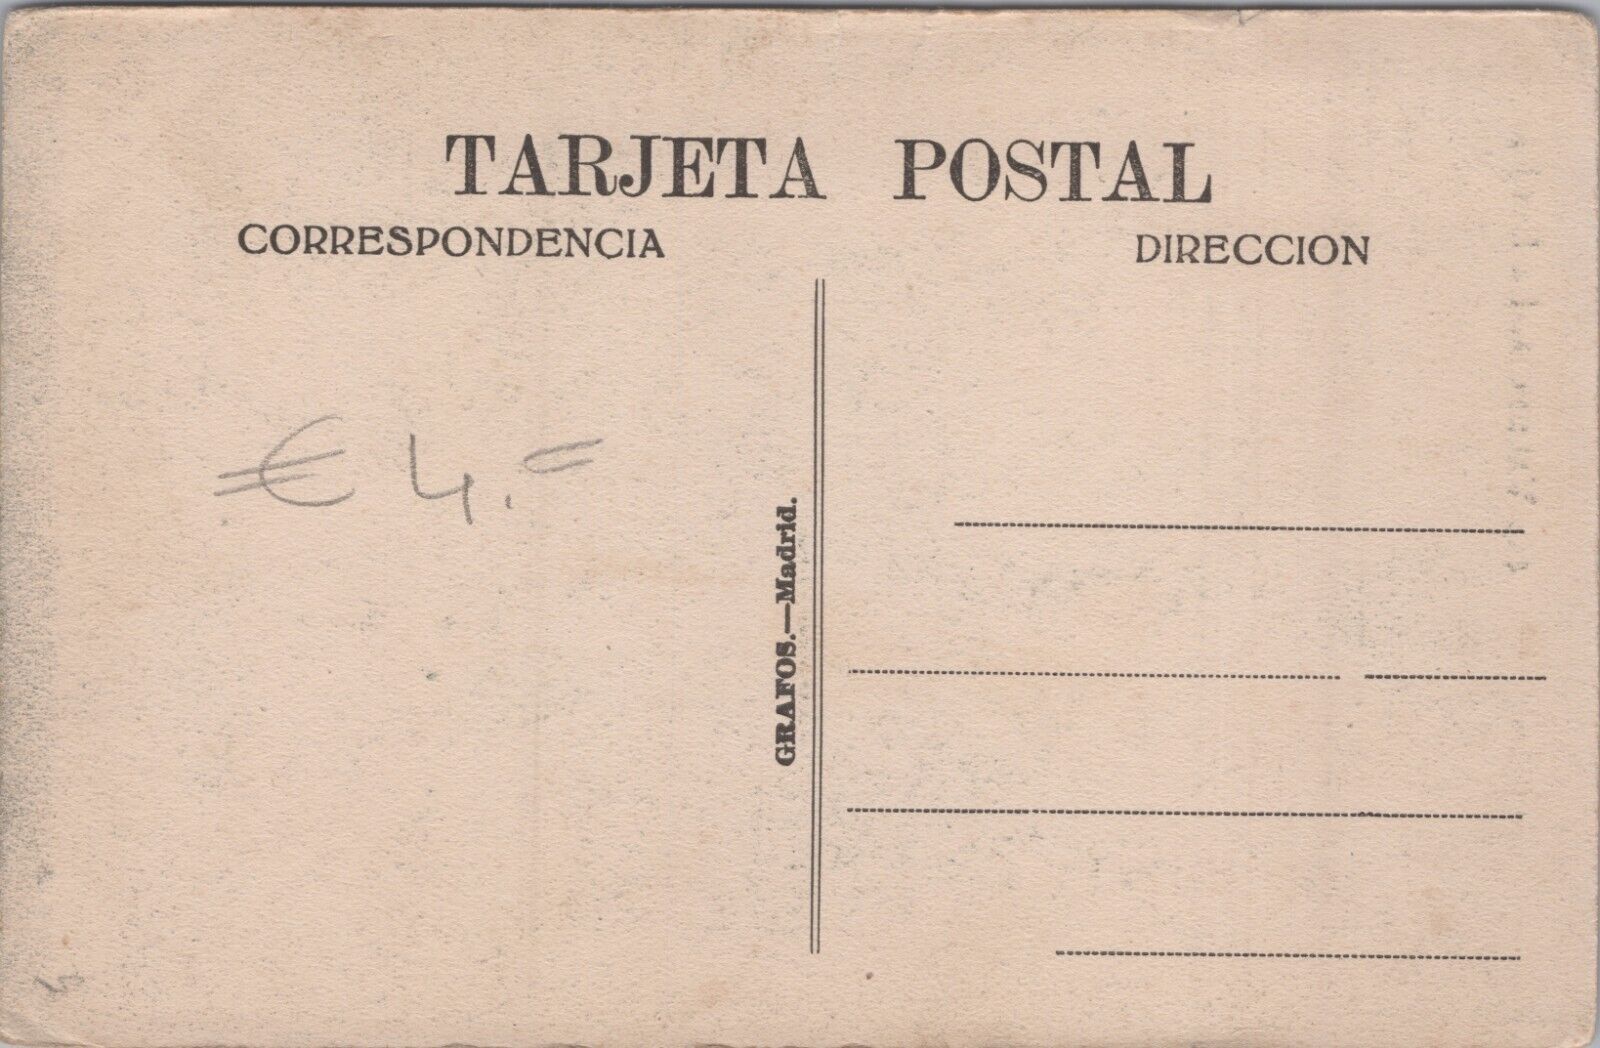 TARJETA POSTAL
CORRESPONDENCIA
DIRECCION
€ 4.=
GRAFOS.—Madrid.